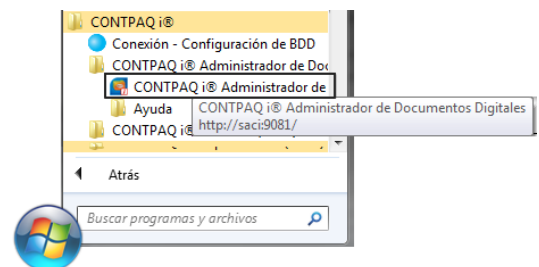 CONTPAQ i®
Conexión - Configuración de BDD
CONTPAQ i® Administrador de Doc
CONTPAQ i® Administrador de
Ayuda
CONTPAQ i® Administrador de Documentos Digitales
http://saci:9081/
CONTPAQ i®
Atrás
Buscar programas y archivos